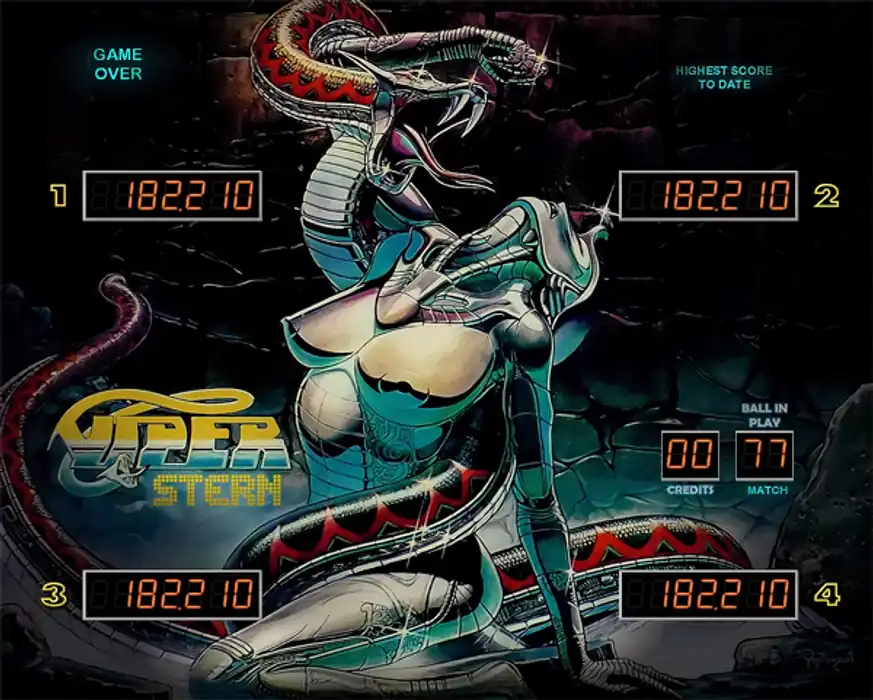 GAME
OVER
HIGHEST SCORE
TO DATE
1 182,210
182,210 2
VIPER
STERN
BALL IN
PLAY
00 77
CREDITS MATCH
3 182,210
182,210 4